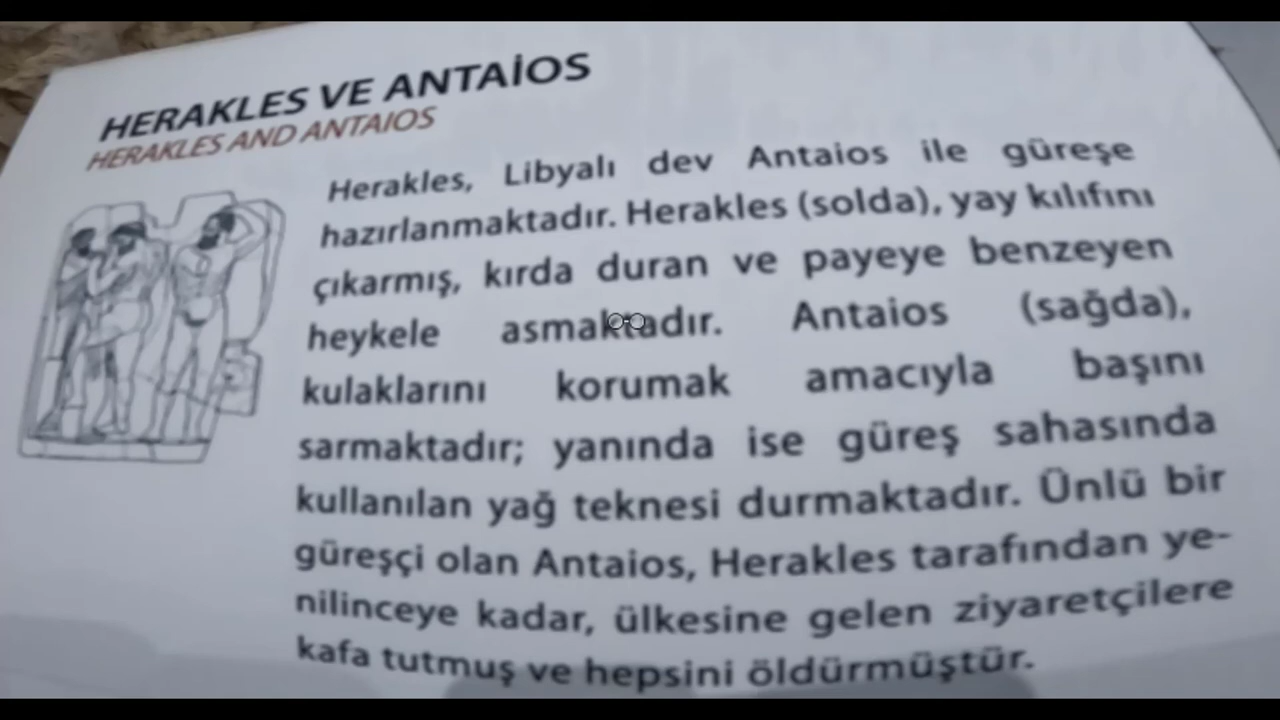 HERAKLES VE ANTAİOS
HERAKLES AND ANTAIOS
Herakles, Libyalı dev Antaios ile güreşe
hazırlanmaktadır. Herakles (solda), yay kılıfını
çıkarmış, kırda duran ve payeye benzeyen
heykele asmaktadır. Antaios (sağda),
kulaklarını korumak amacıyla başını
sarmaktadır; yanında ise güreş sahasında
kullanılan yağ teknesi durmaktadır. Ünlü bir
güreşçi olan Antaios, Herakles tarafından ye-
nilinceye kadar, ülkesine gelen ziyaretçilere
kafa tutmuş ve hepsini öldürmüştür.